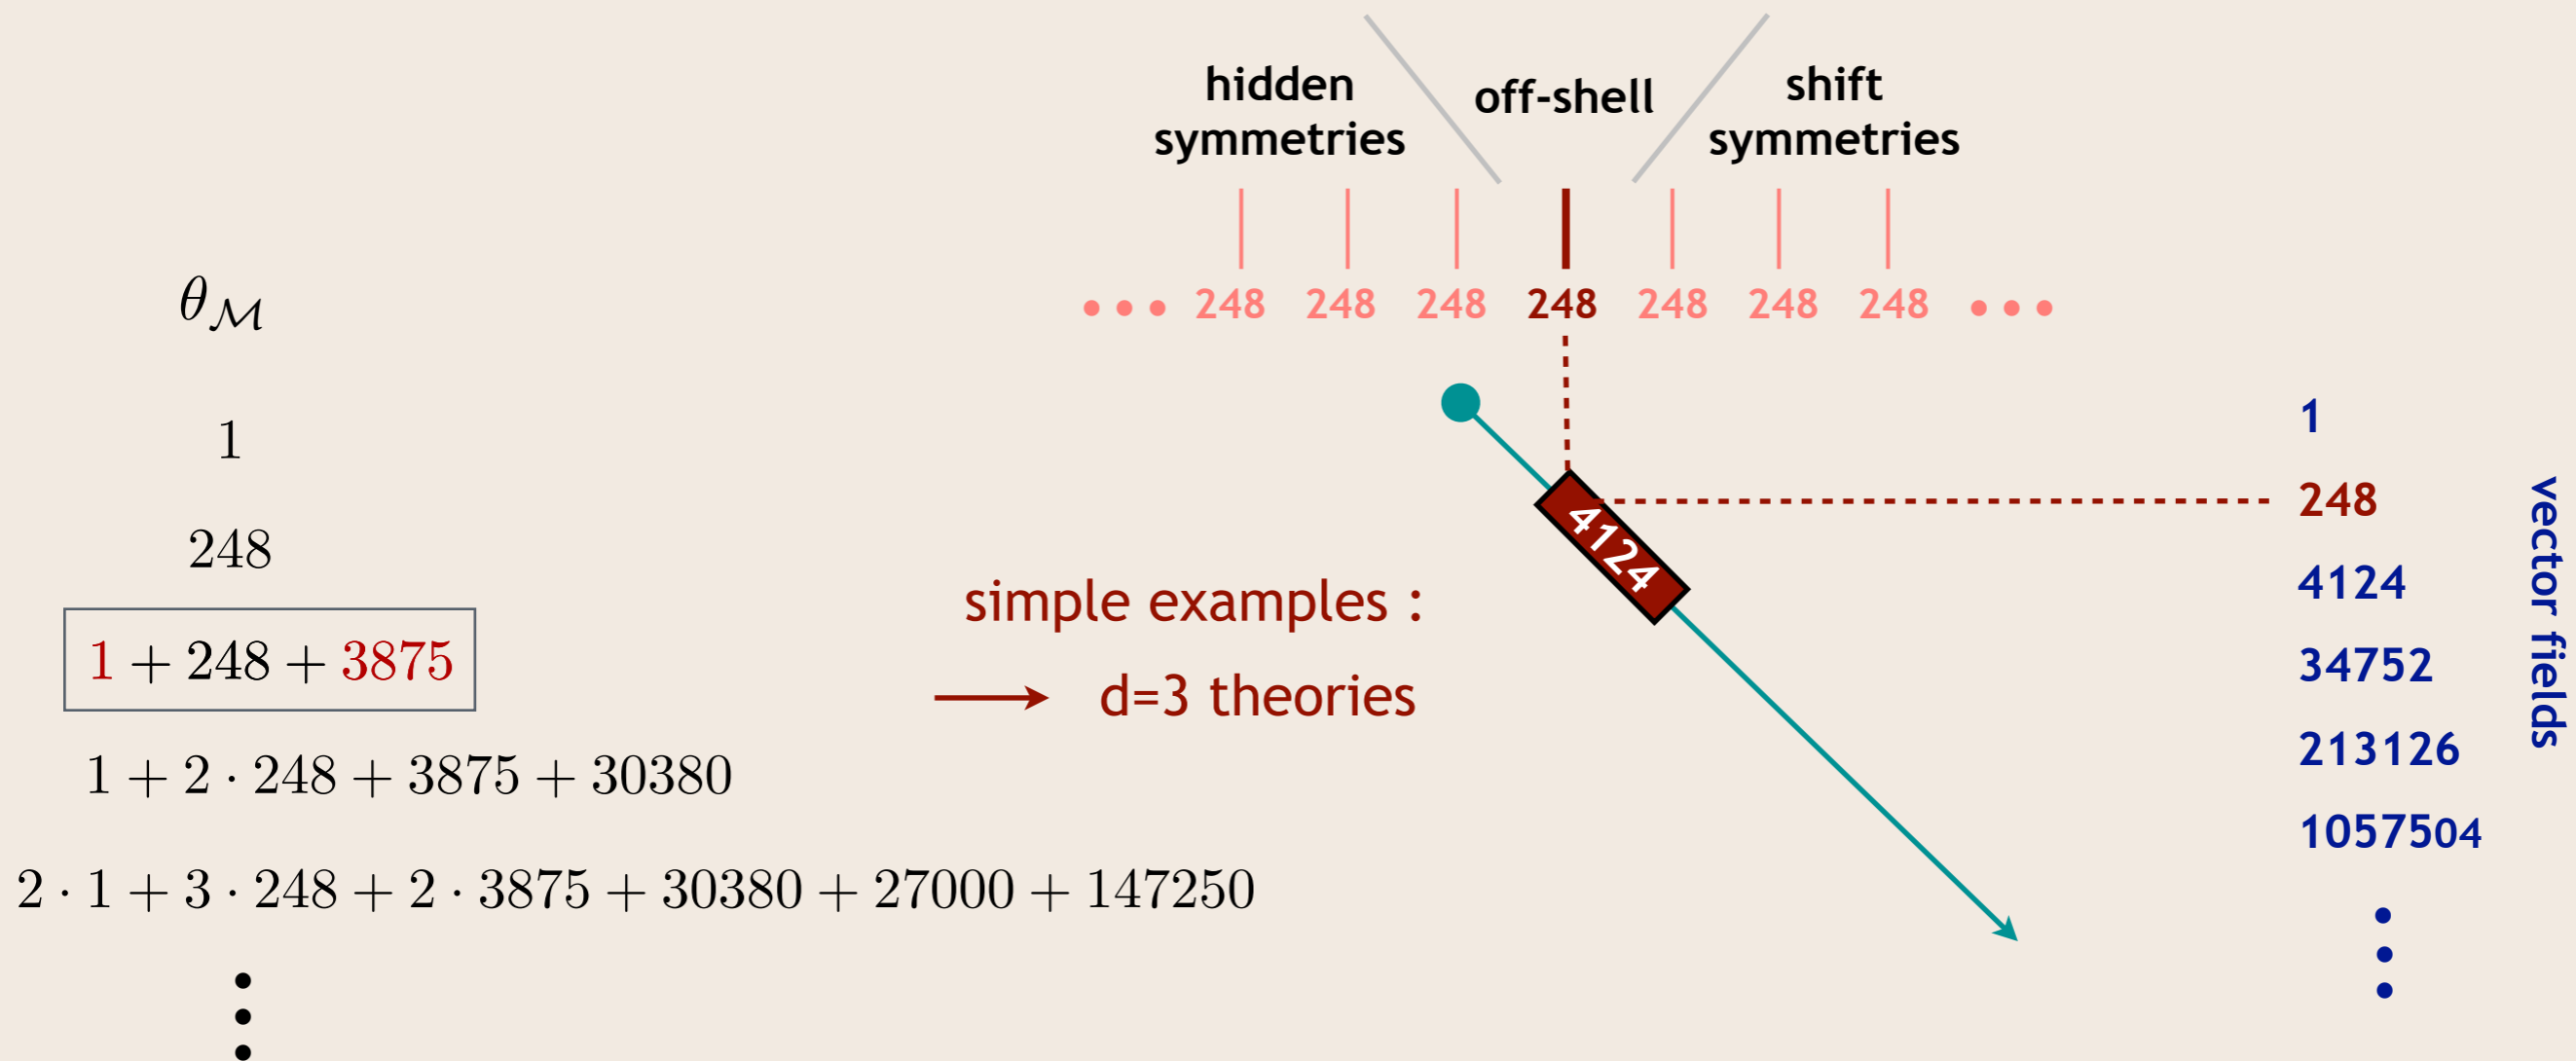 hidden
symmetries
off-shell
shift
symmetries
••• 248 248 248 248 248 248 248 •••
θ_ℳ
1
248
1 + 248 + 3875
1 + 2 · 248 + 3875 + 30380
2 · 1 + 3 · 248 + 2 · 3875 + 30380 + 27000 + 147250
simple examples :
→ d=3 theories
4124
1
248
4124
34752
213126
1057504
vector fields